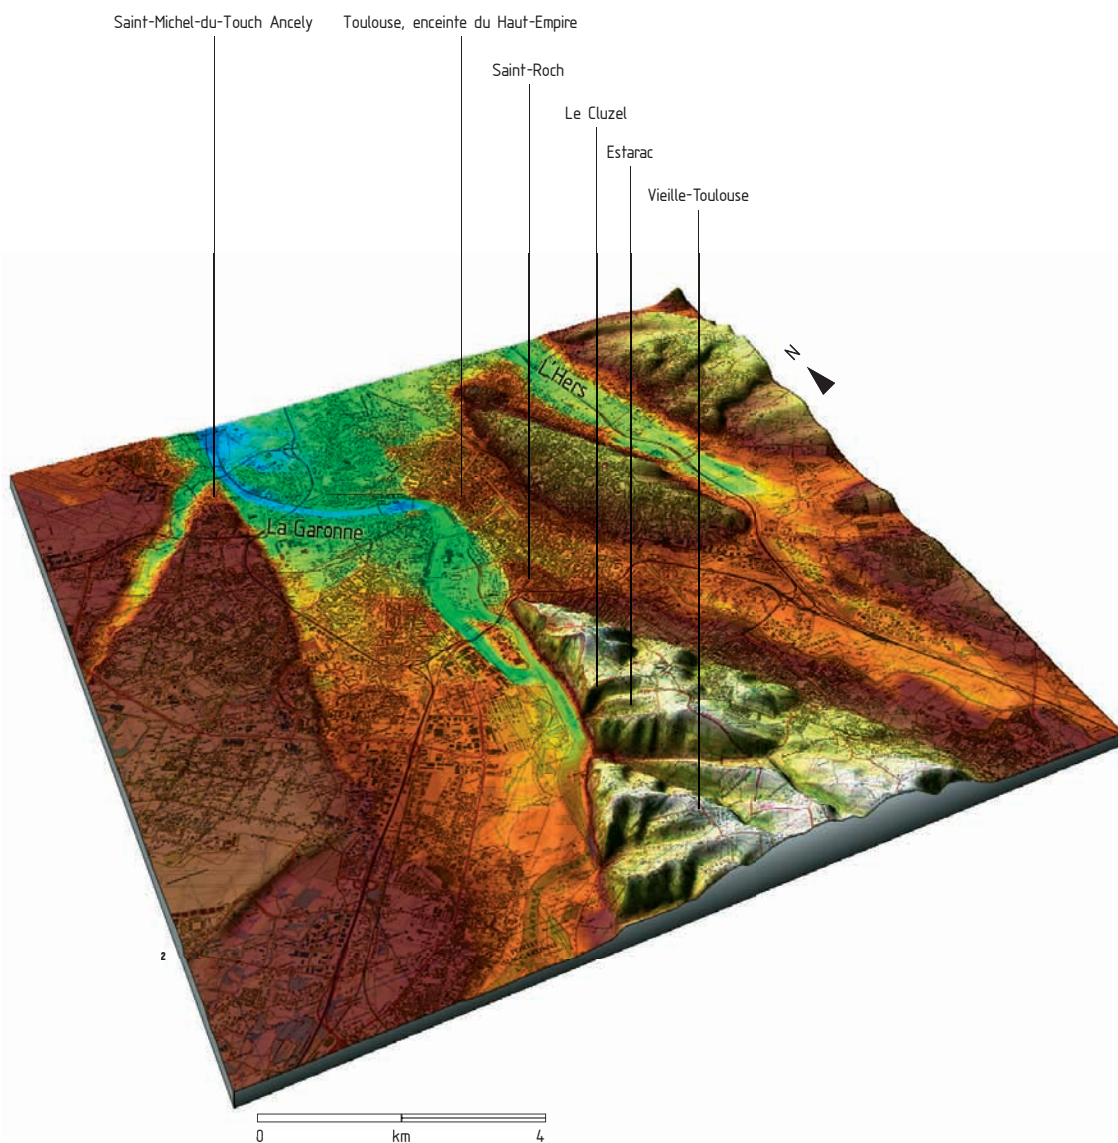 Saint-Michel-du-Touch Ancely
Toulouse, enceinte du Haut-Empire
Saint-Roch
Le Cluzel
Estarac
Vieille-Toulouse
N
L'Hers
La Garonne
2
0 km 4